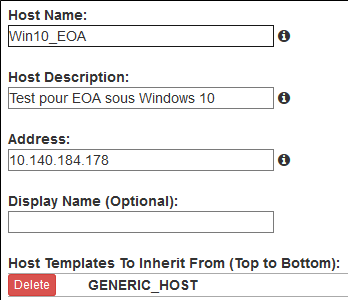 Host Name:
Win10_EOA
Host Description:
Test pour EOA sous Windows 10
Address:
10.140.184.178
Display Name (Optional):
Host Templates To Inherit From (Top to Bottom):
Delete GENERIC_HOST